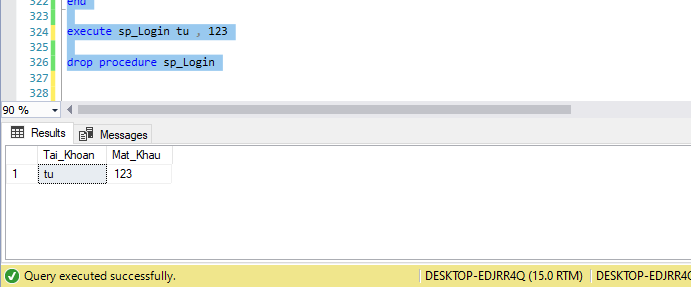 322 end
323
324 execute sp_Login tu , 123
325
326 drop procedure sp_Login
327
328
90 %
Results Messages
Tai_Khoan Mat_Khau
1 tu 123
Query executed successfully. DESKTOP-EDJRR4Q (15.0 RTM) DESKTOP-EDJRR4Q